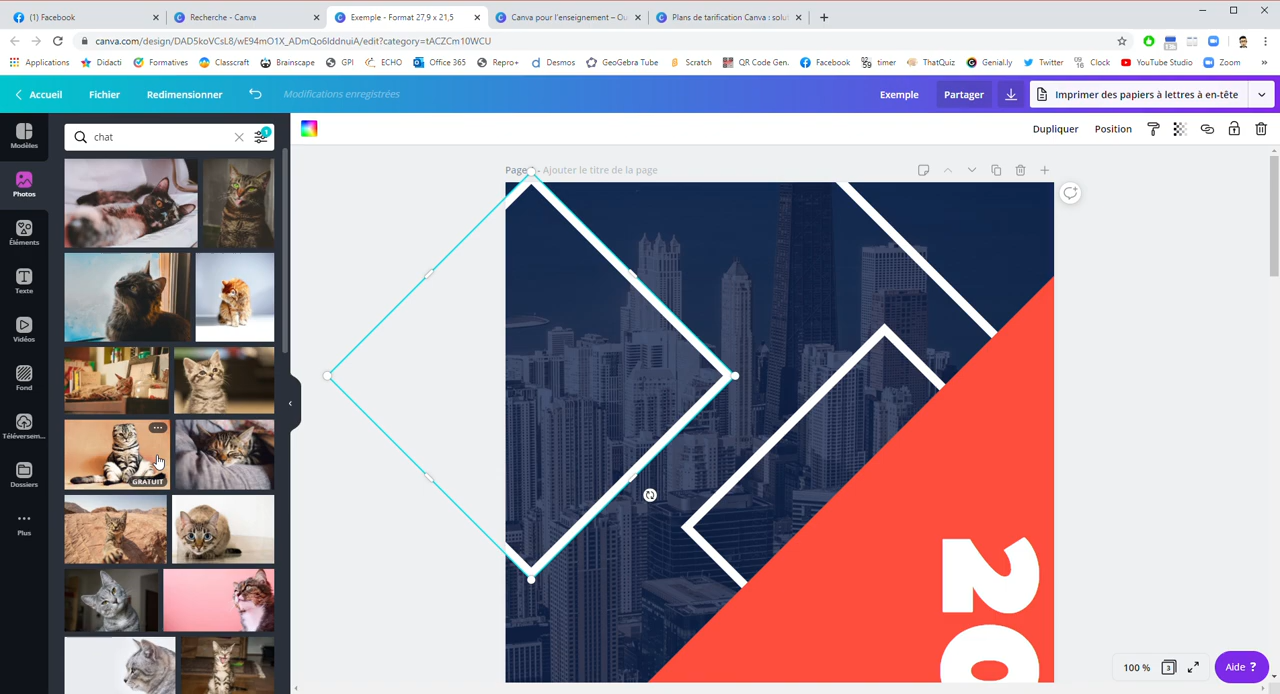 (1) Facebook
Recherche - Canva
Exemple - Format 27,9 x 21,5
Canva pour l'enseignement – Ou
Plans de tarification Canva : solut
canva.com/design/DAD5koVCsL8/wE94mO1X_ADmQo6lddnuiA/edit?category=tACZCm10WCU
Applications
Didacti
Formatives
Classcraft
Brainscape
GPI
ECHO
Office 365
Repro+
Desmos
GeoGebra Tube
Scratch
QR Code Gen.
Facebook
timer
ThatQuiz
Genial.ly
Twitter
Clock
YouTube Studio
Zoom
»
Accueil
Fichier
Redimensionner
Modifications enregistrées
Exemple
Partager
Imprimer des papiers à lettres à en-tête
Modèles
Photos
Éléments
Texte
Vidéos
Fond
Téléversem...
Dossiers
Plus
chat
1
GRATUIT
Dupliquer
Position
Page
- Ajouter le titre de la page
20
100 %
3
Aide ?